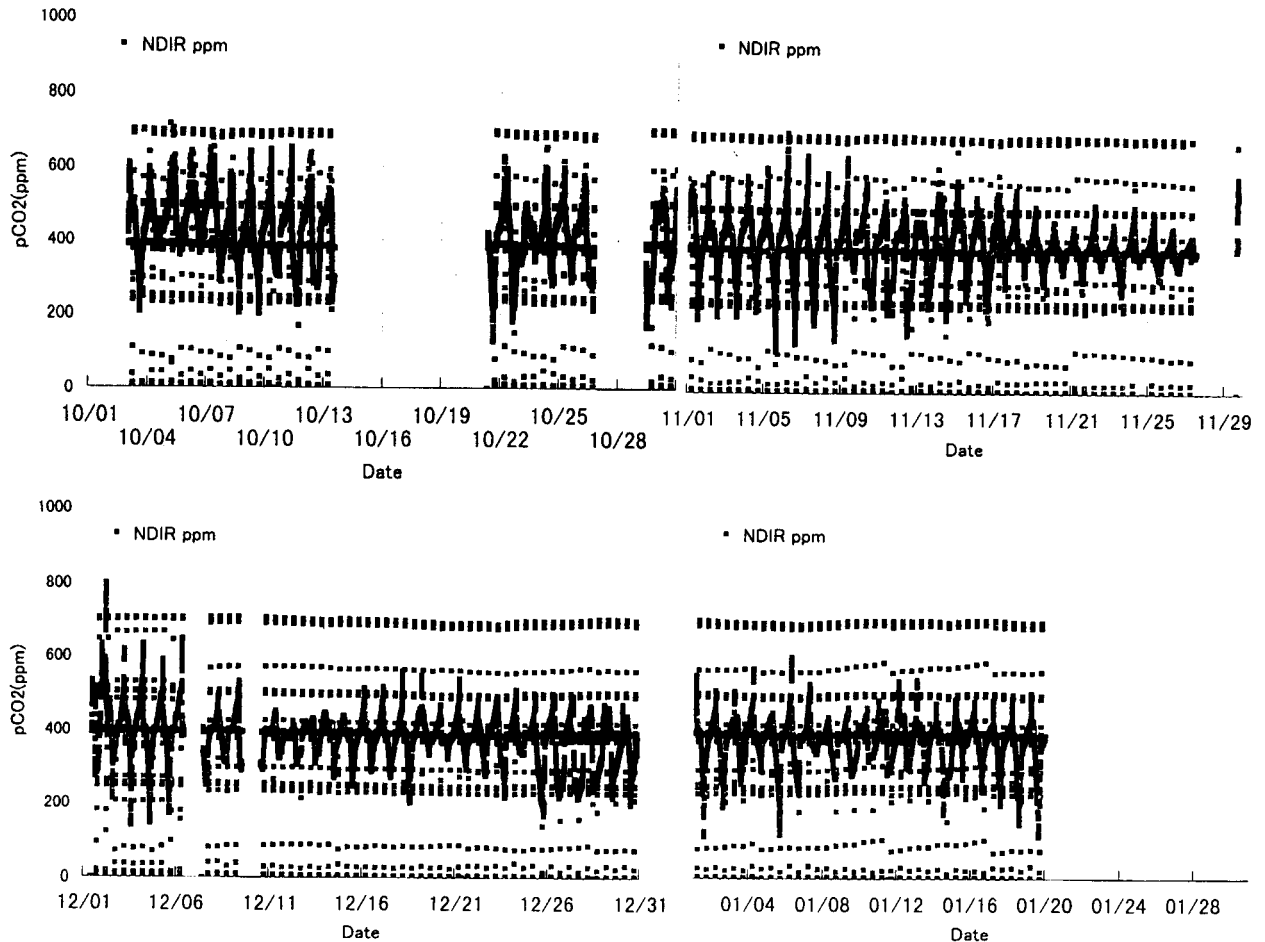 1000
NDIR ppm
NDIR ppm
800
600
400
200
0
pCO2(ppm)
10/01 10/07 10/13 10/19 10/25 11/01 11/05 11/09 11/13 11/17 11/21 11/25 11/29
10/04 10/10 10/16 10/22 10/28
Date
Date
1000
NDIR ppm
NDIR ppm
800
600
400
200
0
pCO2(ppm)
12/01 12/06 12/11 12/16 12/21 12/26 12/31 01/04 01/08 01/12 01/16 01/20 01/24 01/28
Date
Date